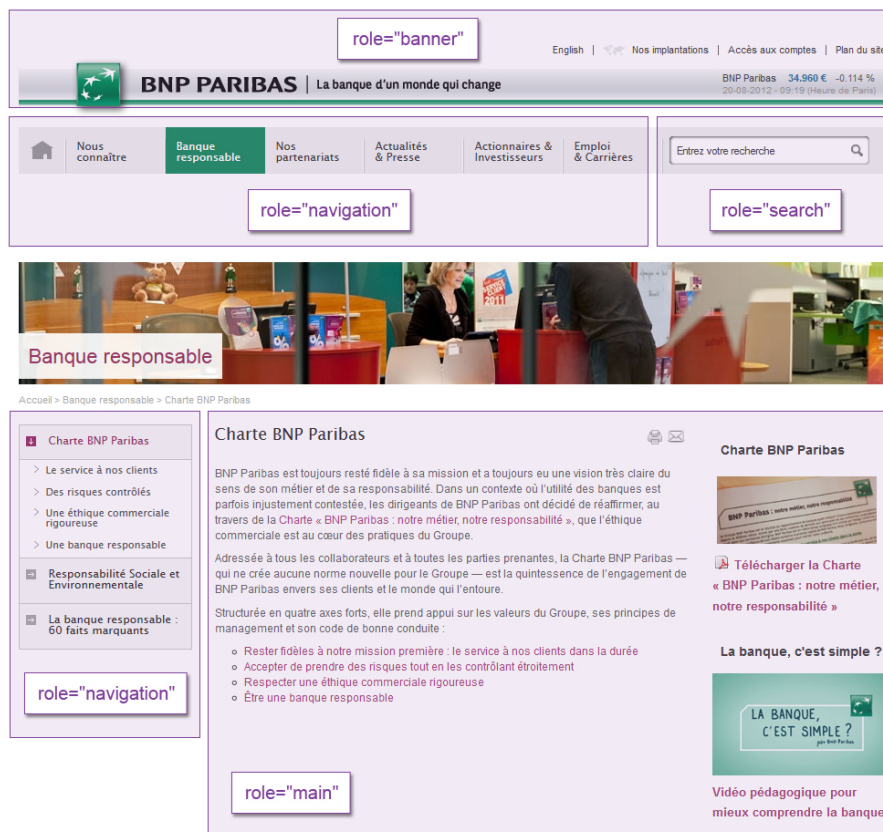 role="banner"
English | Nos implantations | Accès aux comptes | Plan du site
BNP PARIBAS | La banque d'un monde qui change
BNP Paribas 34.960 € -0.114 %
20-08-2012 - 09:19 (Heure de Paris)
Nous
connaître
Banque
responsable
Nos
partenariats
Actualités
& Presse
Actionnaires &
Investisseurs
Emploi
& Carrières
Entrez votre recherche
role="navigation"
role="search"
SERVICE
CLIENT
2011
Banque responsable
Accueil > Banque responsable > Charte BNP Paribas
Charte BNP Paribas
> Le service à nos clients
> Des risques contrôlés
> Une éthique commerciale
rigoureuse
> Une banque responsable
Responsabilité Sociale et
Environnementale
La banque responsable :
60 faits marquants
role="navigation"
Charte BNP Paribas
BNP Paribas est toujours resté fidèle à sa mission et a toujours eu une vision très claire du
sens de son métier et de sa responsabilité. Dans un contexte où l'utilité des banques est
parfois injustement contestée, les dirigeants de BNP Paribas ont décidé de réaffirmer, au
travers de la Charte « BNP Paribas : notre métier, notre responsabilité », que l'éthique
commerciale est au cœur des pratiques du Groupe.
Adressée à tous les collaborateurs et à toutes les parties prenantes, la Charte BNP Paribas —
qui ne crée aucune norme nouvelle pour le Groupe — est la quintessence de l'engagement de
BNP Paribas envers ses clients et le monde qui l'entoure.
Structurée en quatre axes forts, elle prend appui sur les valeurs du Groupe, ses principes de
management et son code de bonne conduite :
Rester fidèles à notre mission première : le service à nos clients dans la durée
Accepter de prendre des risques tout en les contrôlant étroitement
Respecter une éthique commerciale rigoureuse
Être une banque responsable
role="main"
Charte BNP Paribas
BNP Paribas : notre métier, notre responsabilité
Télécharger la Charte
« BNP Paribas : notre métier,
notre responsabilité »
La banque, c'est simple ?
LA BANQUE,
C'EST SIMPLE ?
par BNP Paribas
Vidéo pédagogique pour
mieux comprendre la banque